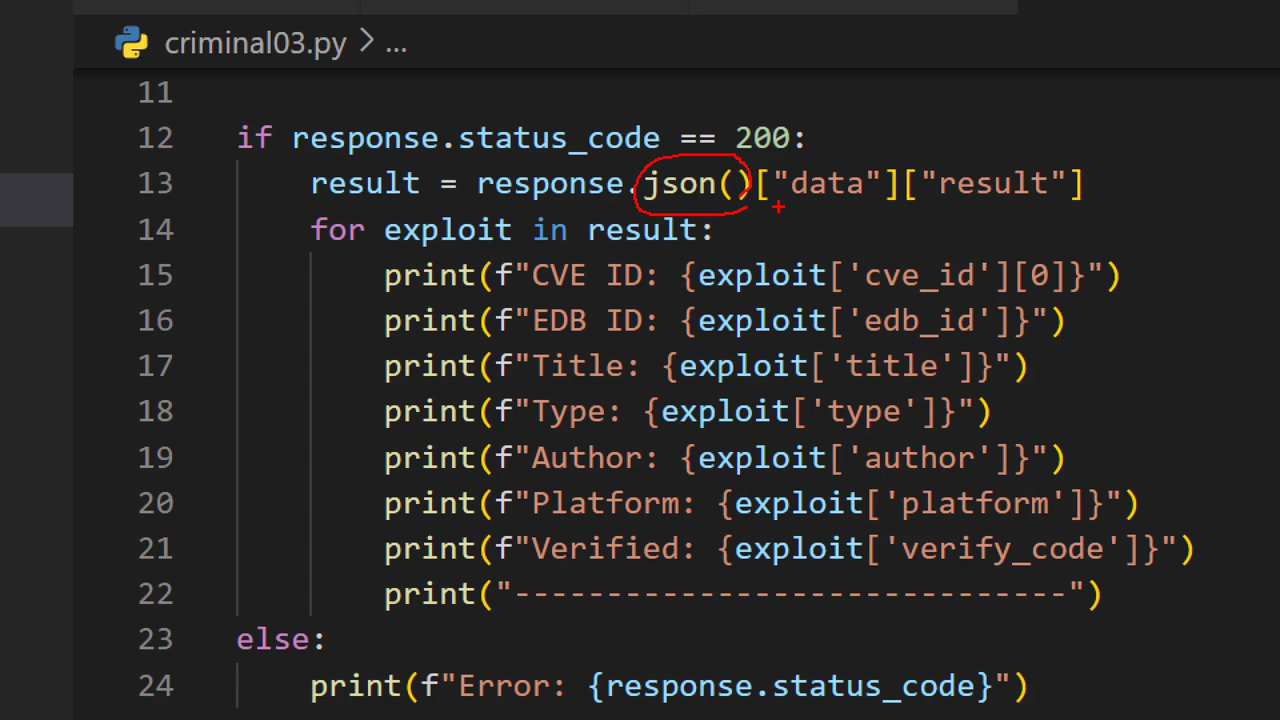 criminal03.py > ...
11
12 if response.status_code == 200:
13 result = response.json()["data"]["result"]
14 for exploit in result:
15 print(f"CVE ID: {exploit['cve_id'][0]}")
16 print(f"EDB ID: {exploit['edb_id']}")
17 print(f"Title: {exploit['title']}")
18 print(f"Type: {exploit['type']}")
19 print(f"Author: {exploit['author']}")
20 print(f"Platform: {exploit['platform']}")
21 print(f"Verified: {exploit['verify_code']}")
22 print("------------------------------")
23 else:
24 print(f"Error: {response.status_code}")